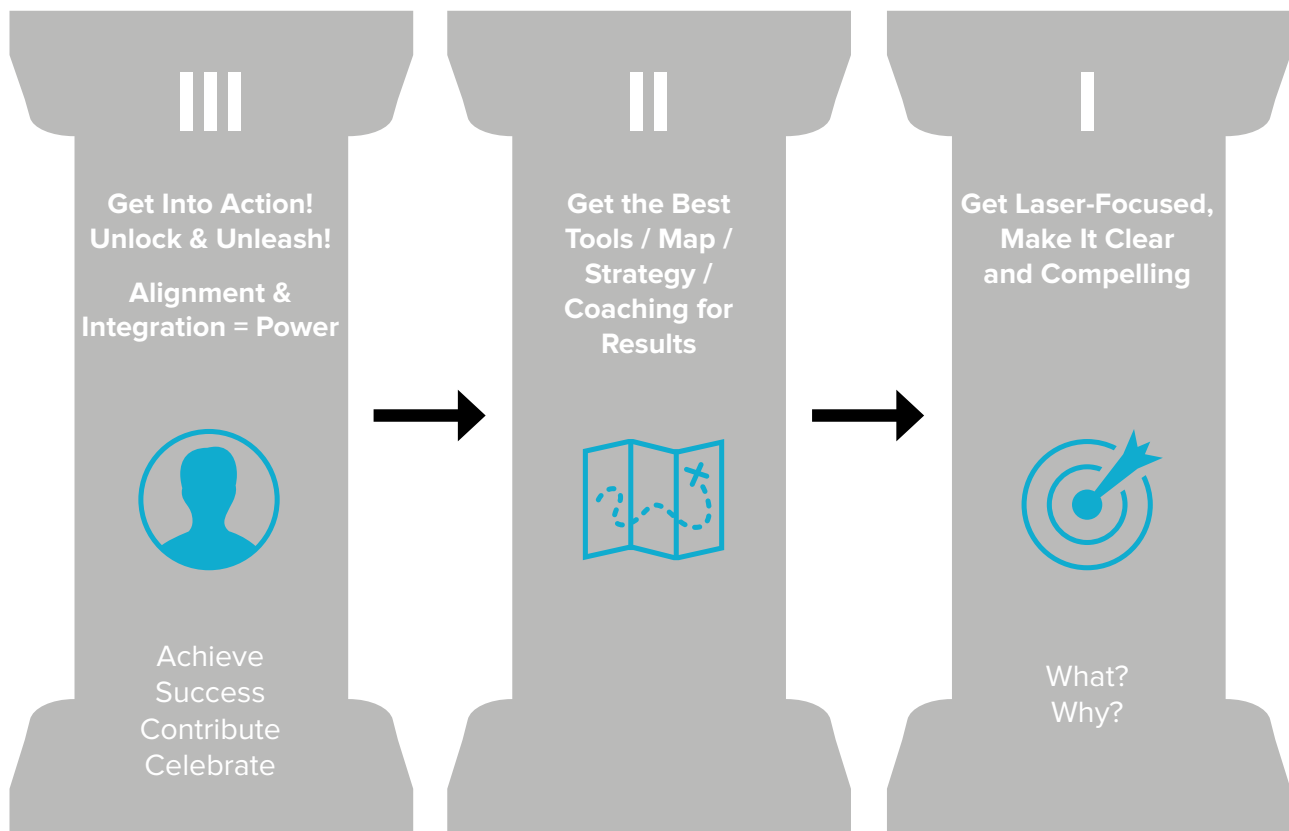 III
Get Into Action!
Unlock & Unleash!
Alignment &
Integration = Power
Achieve
Success
Contribute
Celebrate
II
Get the Best
Tools / Map /
Strategy /
Coaching for
Results
I
Get Laser-Focused,
Make It Clear
and Compelling
What?
Why?